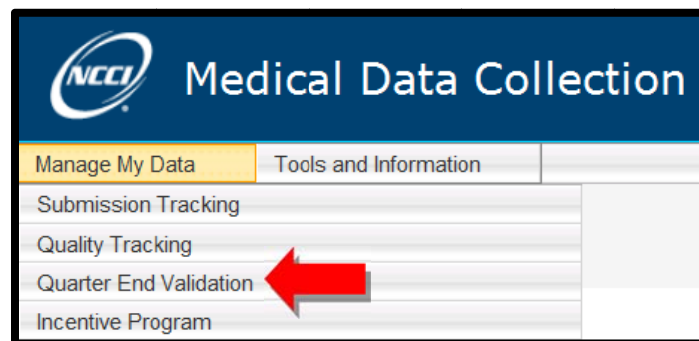 NCCI Medical Data Collection
Manage My Data Tools and Information
Submission Tracking
Quality Tracking
Quarter End Validation
Incentive Program